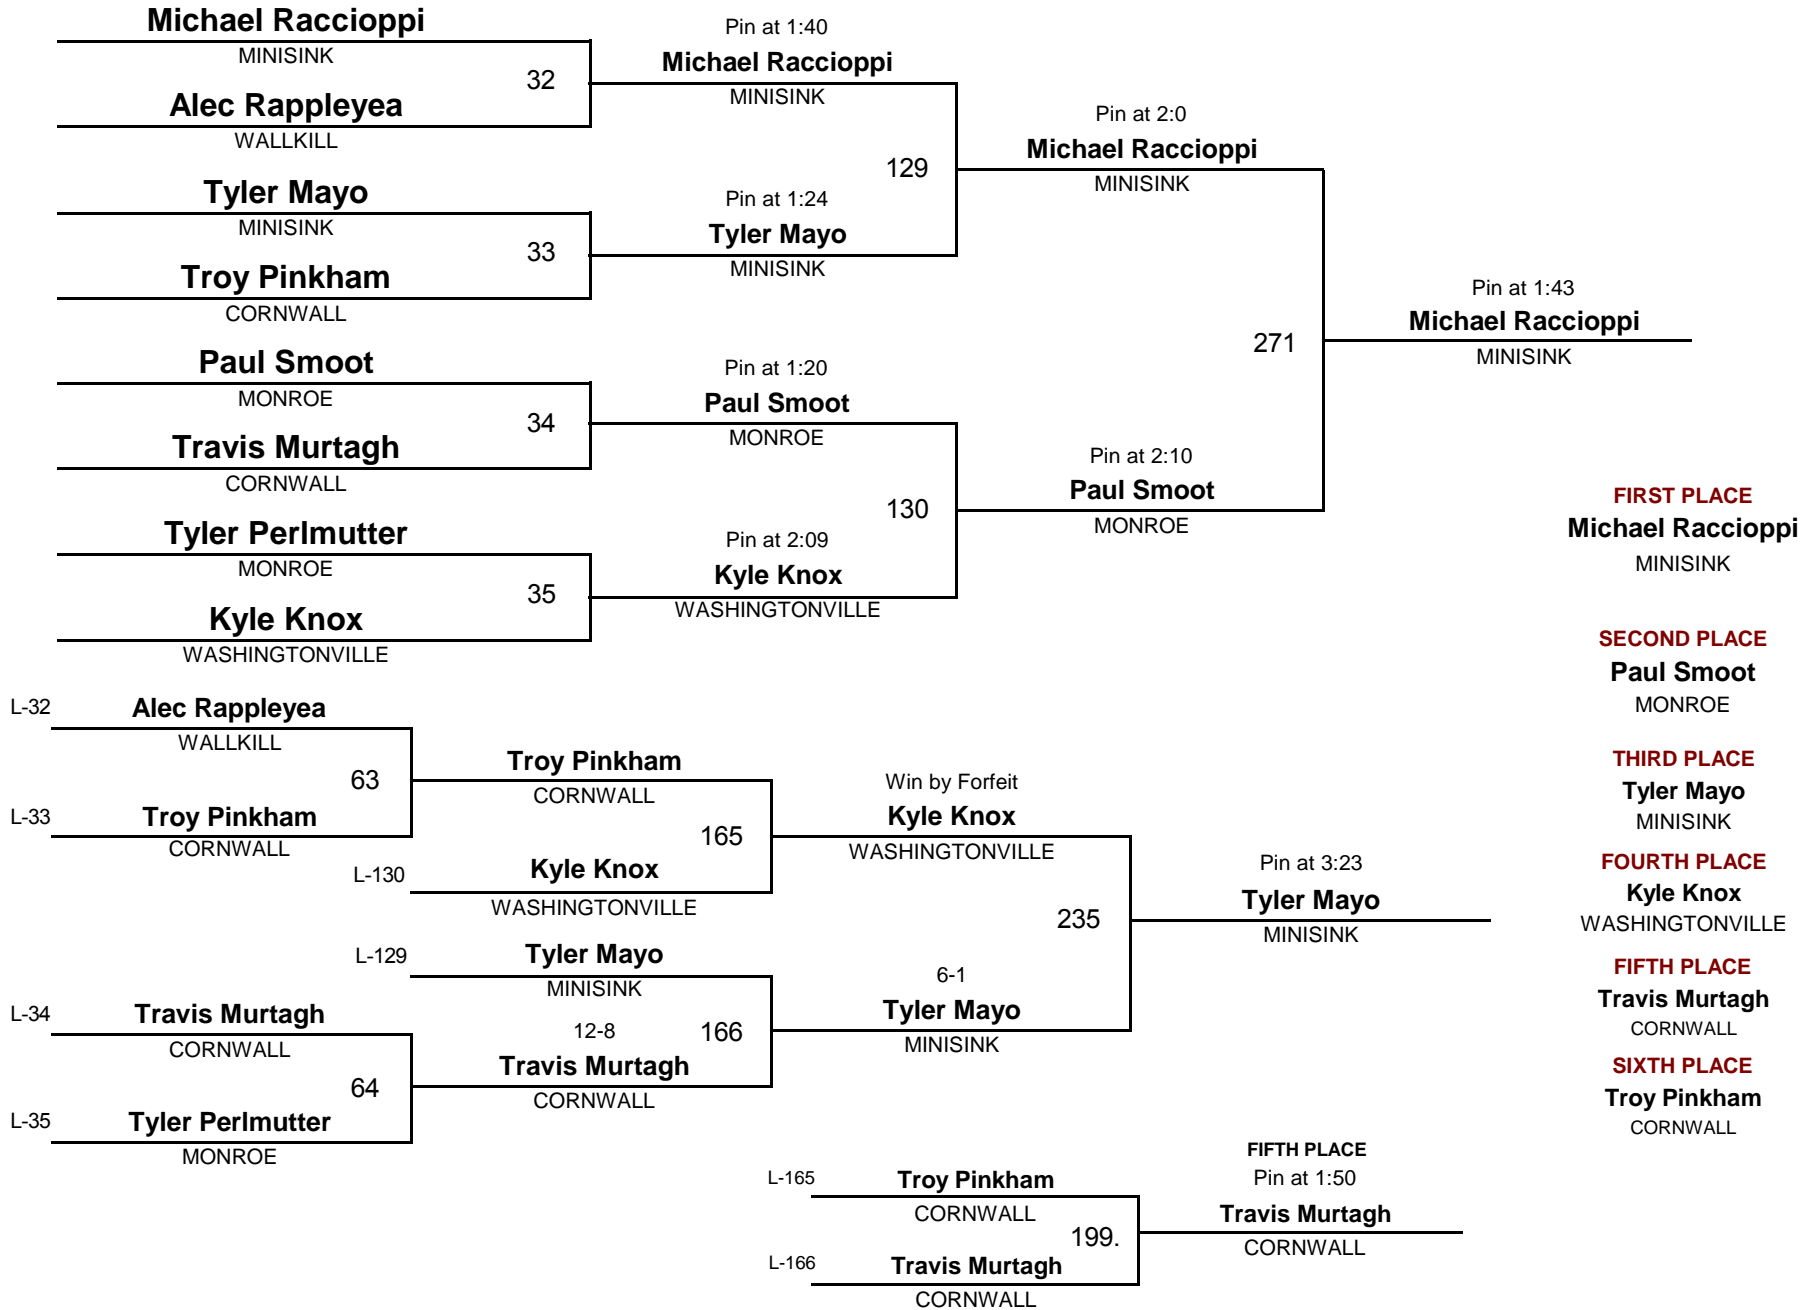 Michael Raccioppi
MINISINK
32
Alec Rappleyea
WALLKILL
Tyler Mayo
MINISINK
33
Troy Pinkham
CORNWALL
Paul Smoot
MONROE
34
Travis Murtagh
CORNWALL
Tyler Perlmutter
MONROE
35
Kyle Knox
WASHINGTONVILLE
Pin at 1:40
Michael Raccioppi
MINISINK
129
Pin at 1:24
Tyler Mayo
MINISINK
Pin at 1:20
Paul Smoot
MONROE
130
Pin at 2:09
Kyle Knox
WASHINGTONVILLE
Pin at 2:0
Michael Raccioppi
MINISINK
271
Pin at 2:10
Paul Smoot
MONROE
Pin at 1:43
Michael Raccioppi
MINISINK
L-32
Alec Rappleyea
WALLKILL
63
L-33
Troy Pinkham
CORNWALL
L-34
Travis Murtagh
CORNWALL
64
L-35
Tyler Perlmutter
MONROE
Troy Pinkham
CORNWALL
165
L-130
Kyle Knox
WASHINGTONVILLE
L-129
Tyler Mayo
MINISINK
166
12-8
Travis Murtagh
CORNWALL
Win by Forfeit
Kyle Knox
WASHINGTONVILLE
235
6-1
Tyler Mayo
MINISINK
Pin at 3:23
Tyler Mayo
MINISINK
L-165
Troy Pinkham
CORNWALL
199.
L-166
Travis Murtagh
CORNWALL
FIFTH PLACE
Pin at 1:50
Travis Murtagh
CORNWALL
FIRST PLACE
Michael Raccioppi
MINISINK
SECOND PLACE
Paul Smoot
MONROE
THIRD PLACE
Tyler Mayo
MINISINK
FOURTH PLACE
Kyle Knox
WASHINGTONVILLE
FIFTH PLACE
Travis Murtagh
CORNWALL
SIXTH PLACE
Troy Pinkham
CORNWALL